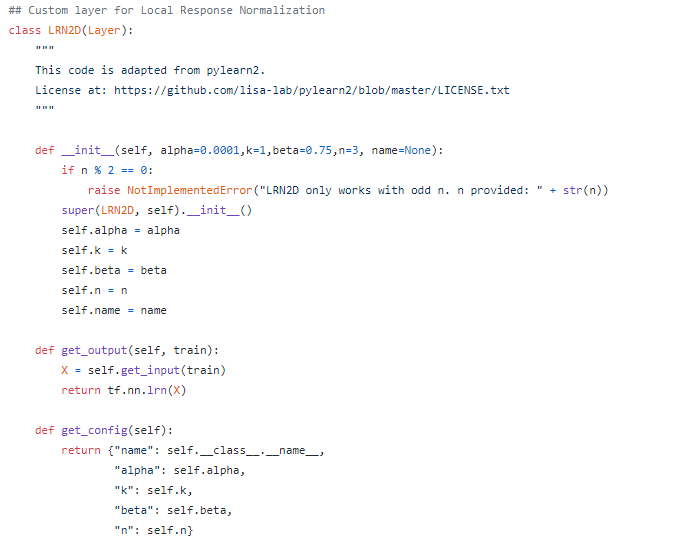 ## Custom layer for Local Response Normalization
class LRN2D(Layer):
    """
    This code is adapted from pylearn2.
    License at: https://github.com/lisa-lab/pylearn2/blob/master/LICENSE.txt
    """

    def __init__(self, alpha=0.0001,k=1,beta=0.75,n=3, name=None):
        if n % 2 == 0:
            raise NotImplementedError("LRN2D only works with odd n. n provided: " + str(n))
        super(LRN2D, self).__init__()
        self.alpha = alpha
        self.k = k
        self.beta = beta
        self.n = n
        self.name = name

    def get_output(self, train):
        X = self.get_input(train)
        return tf.nn.lrn(X)

    def get_config(self):
        return {"name": self.__class__.__name__,
                "alpha": self.alpha,
                "k": self.k,
                "beta": self.beta,
                "n": self.n}